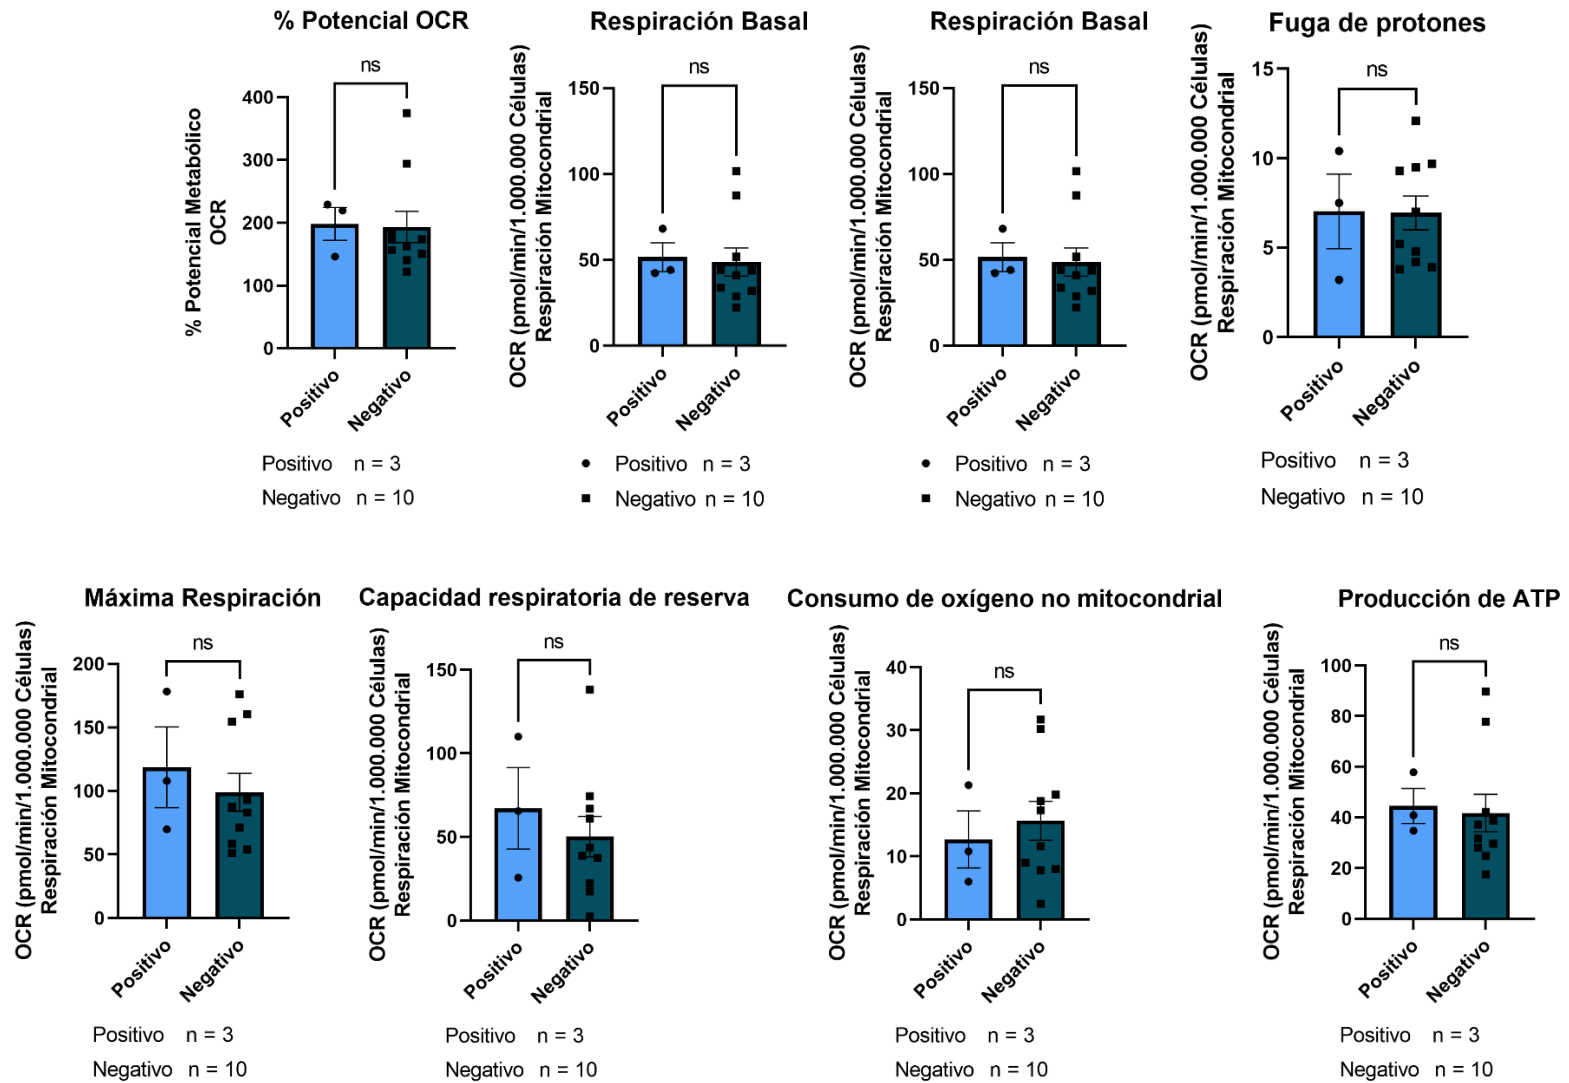 % Potencial OCR
% Potencial Metabólico
OCR
400
300
200
100
0
ns
Positivo
Negativo
Positivo n = 3
Negativo n = 10
Respiración Basal
OCR (pmol/min/1.000.000 Células)
Respiración Mitocondrial
150
100
50
0
ns
Positivo
Negativo
Positivo n = 3
Negativo n = 10
Respiración Basal
OCR (pmol/min/1.000.000 Células)
Respiración Mitocondrial
150
100
50
0
ns
Positivo
Negativo
Positivo n = 3
Negativo n = 10
Fuga de protones
OCR (pmol/min/1.000.000 Células)
Respiración Mitocondrial
15
10
5
0
ns
Positivo
Negativo
Positivo n = 3
Negativo n = 10
Máxima Respiración
OCR (pmol/min/1.000.000 Células)
Respiración Mitocondrial
200
150
100
50
0
ns
Positivo
Negativo
Positivo n = 3
Negativo n = 10
Capacidad respiratoria de reserva
OCR (pmol/min/1.000.000 Células)
Respiración Mitocondrial
150
100
50
0
ns
Positivo
Negativo
Positivo n = 3
Negativo n = 10
Consumo de oxígeno no mitocondrial
OCR (pmol/min/1.000.000 Células)
Respiración Mitocondrial
40
30
20
10
0
ns
Positivo
Negativo
Positivo n = 3
Negativo n = 10
Producción de ATP
OCR (pmol/min/1.000.000 Células)
Respiración Mitocondrial
100
80
60
40
20
0
ns
Positivo
Negativo
Positivo n = 3
Negativo n = 10